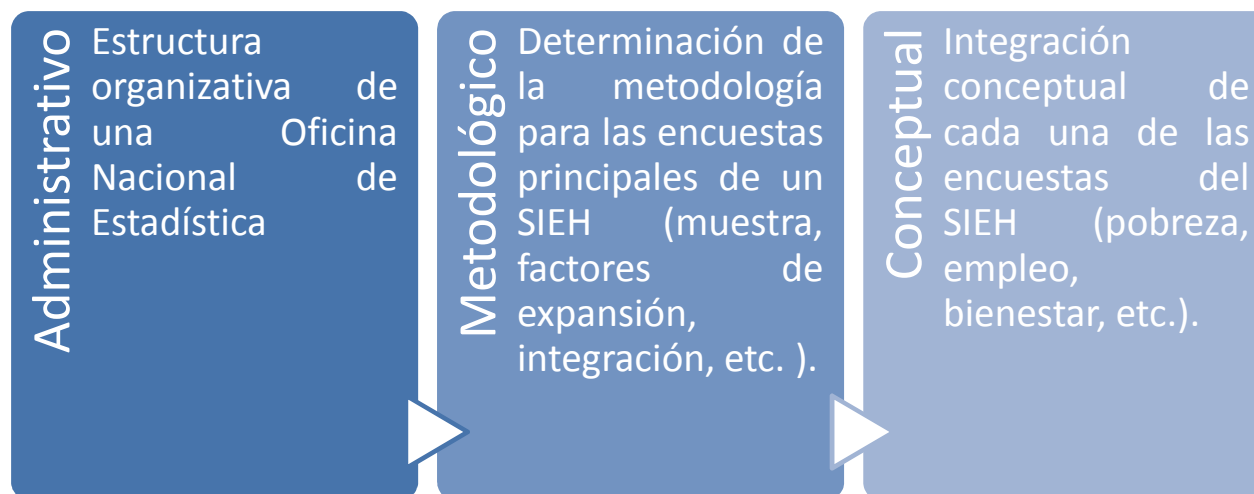 Administrativo
Estructura
organizativa de
una Oficina
Nacional de
Estadística
Metodológico
Determinación de
la metodología
para las encuestas
principales de un
SIEH (muestra,
factores de
expansión,
integración, etc. ).
Conceptual
Integración
conceptual de
cada una de las
encuestas del
SIEH (pobreza,
empleo,
bienestar, etc.).